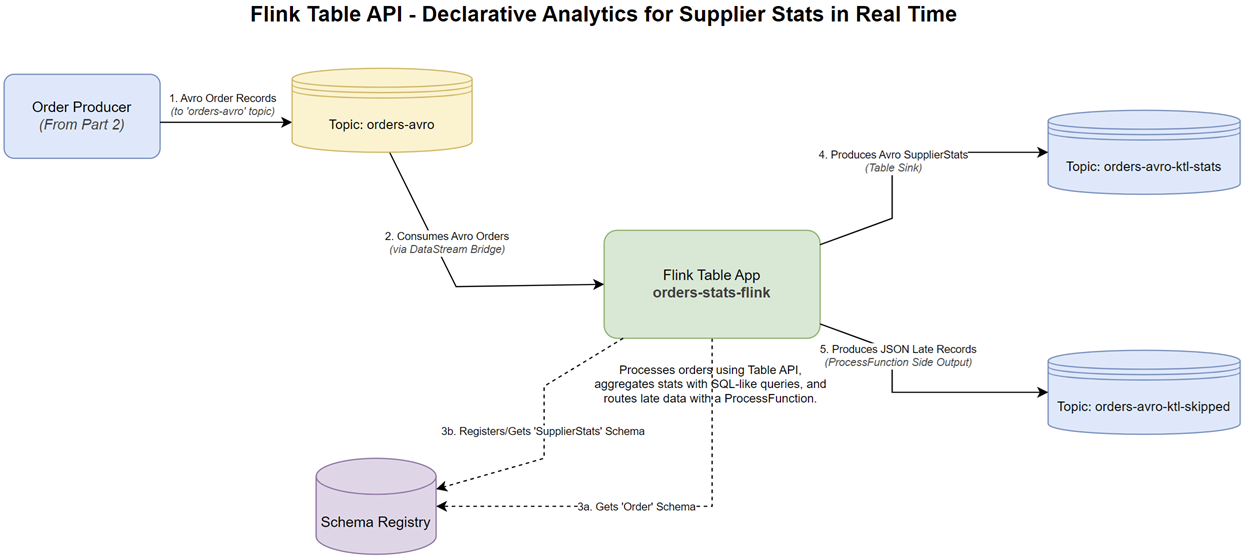 Flink Table API - Declarative Analytics for Supplier Stats in Real Time
Order Producer
(From Part 2)
1. Avro Order Records
(to 'orders-avro' topic)
Topic: orders-avro
2. Consumes Avro Orders
(via DataStream Bridge)
Flink Table App
orders-stats-flink
4. Produces Avro SupplierStats
(Table Sink)
Topic: orders-avro-ktl-stats
5. Produces JSON Late Records
(ProcessFunction Side Output)
Topic: orders-avro-ktl-skipped
Processes orders using Table API,
aggregates stats with SQL-like queries, and
routes late data with a ProcessFunction.
3b. Registers/Gets 'SupplierStats' Schema
3a. Gets 'Order' Schema
Schema Registry